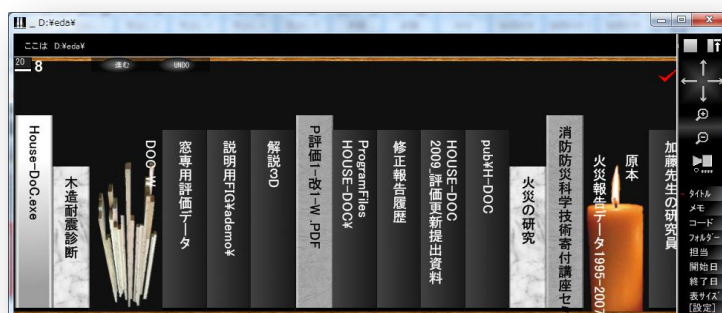 _ D:¥eda¥
ここは D:¥eda¥
20
8
進む
UNDO
House-DoC.exe
木造耐震診断
DOC-W
窓専用評価データ
説明用FIG¥ademo¥
解説3D
P評価1-改1-W .PDF
ProgramFiles
HOUSE-DOC¥
修正報告履歴
HOUSE-DOC
2009_評価更新提出資料
pub¥H-DOC
火災の研究
消防防災科学技術寄付講座セミ
火災報告データ1995-2007
原本
加藤先生の研究員
タイトル
メモ
コード
フォルダー
担当
開始日
終了日
表サイズ
[設定]